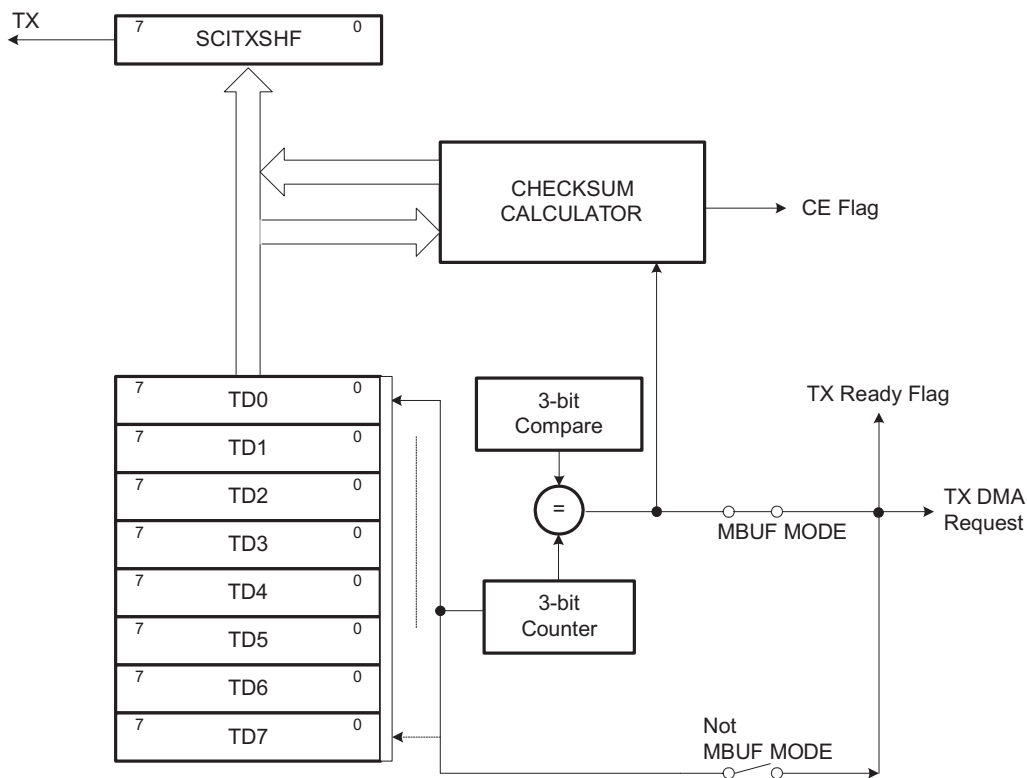 TX
7 SCITXSHF 0
CHECKSUM
CALCULATOR
CE Flag
7 TD0 0
7 TD1 0
7 TD2 0
7 TD3 0
7 TD4 0
7 TD5 0
7 TD6 0
7 TD7 0
3-bit
Compare
=
3-bit
Counter
TX Ready Flag
TX DMA
Request
MBUF MODE
Not
MBUF MODE